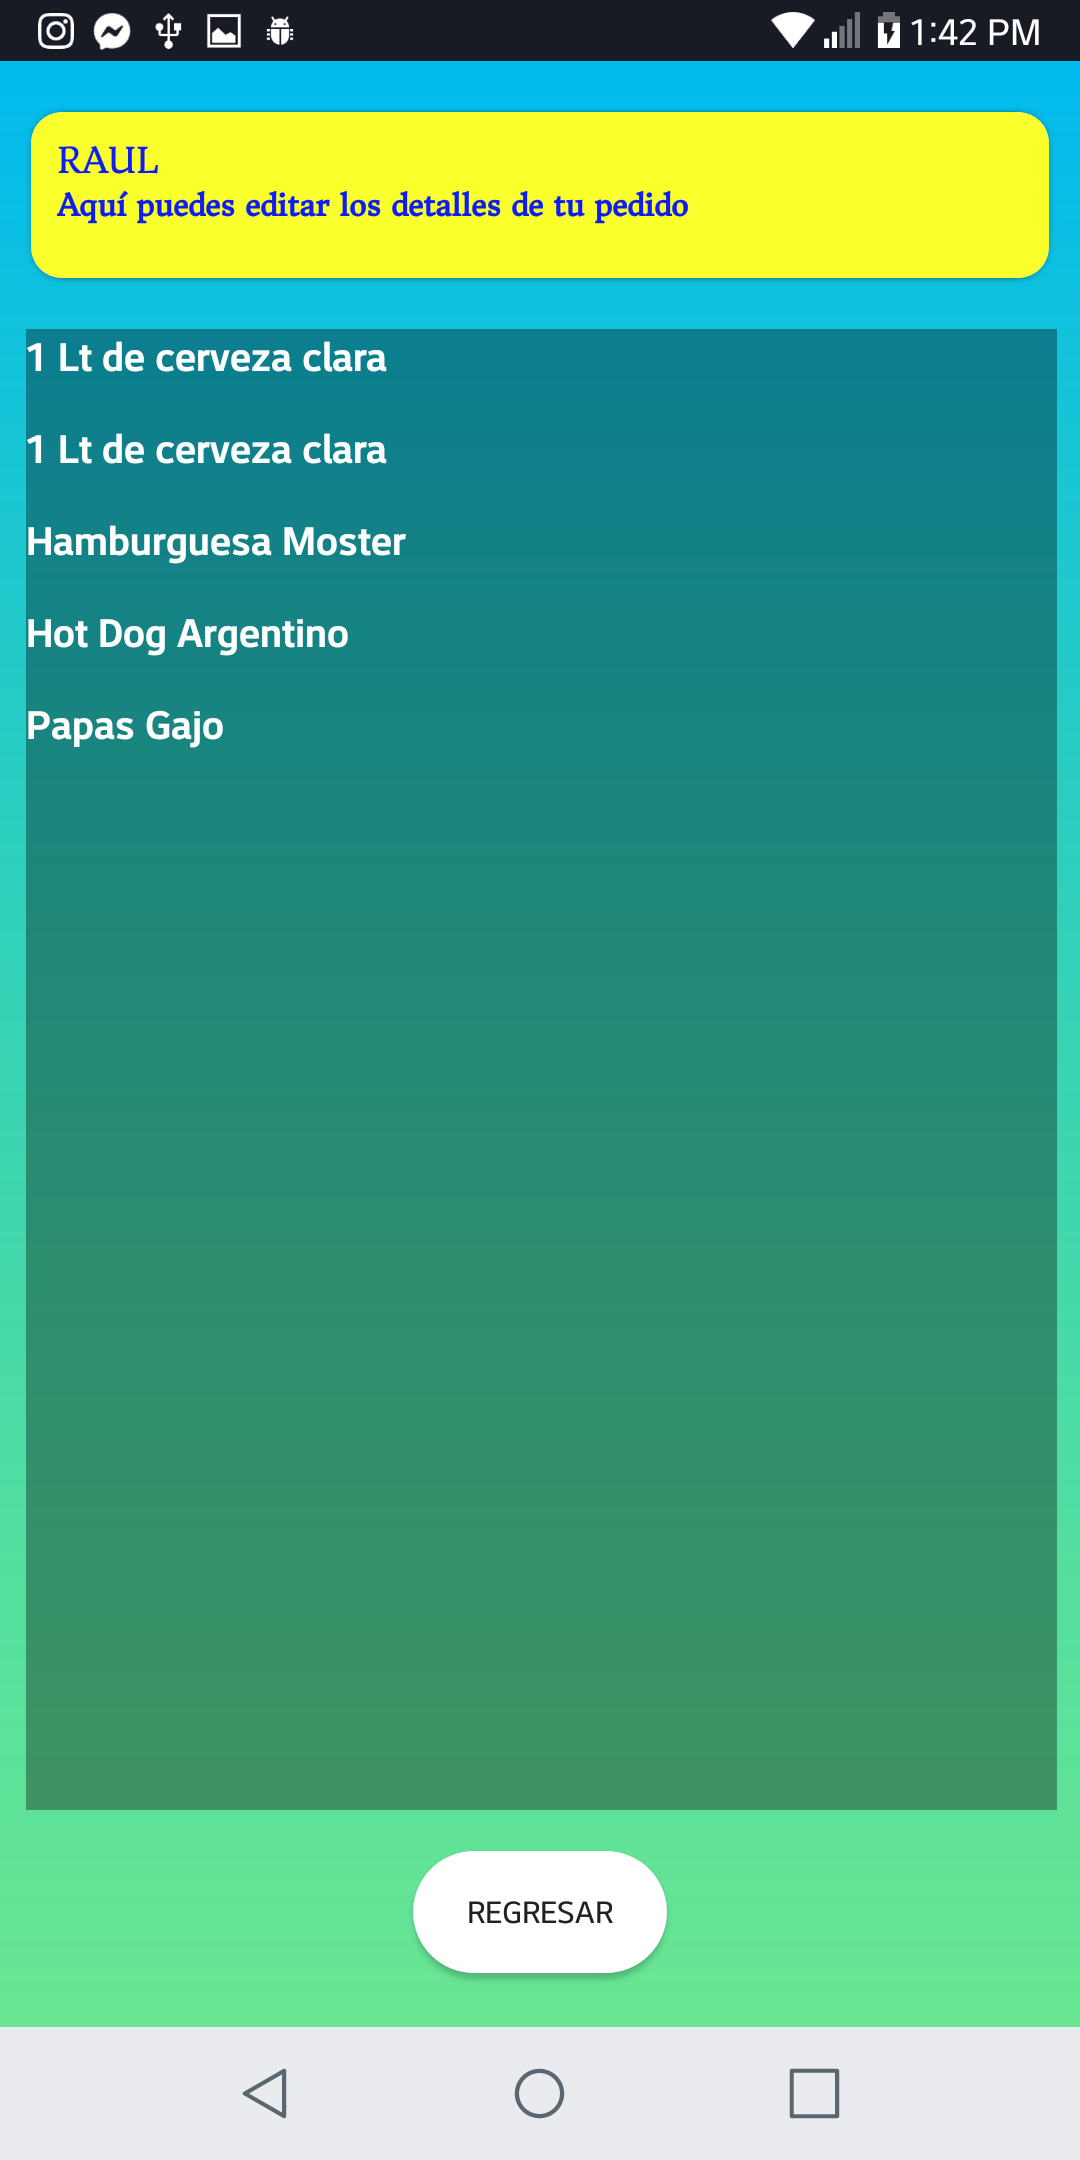 1:42 PM
RAUL
Aquí puedes editar los detalles de tu pedido
1 Lt de cerveza clara
1 Lt de cerveza clara
Hamburguesa Moster
Hot Dog Argentino
Papas Gajo
REGRESAR